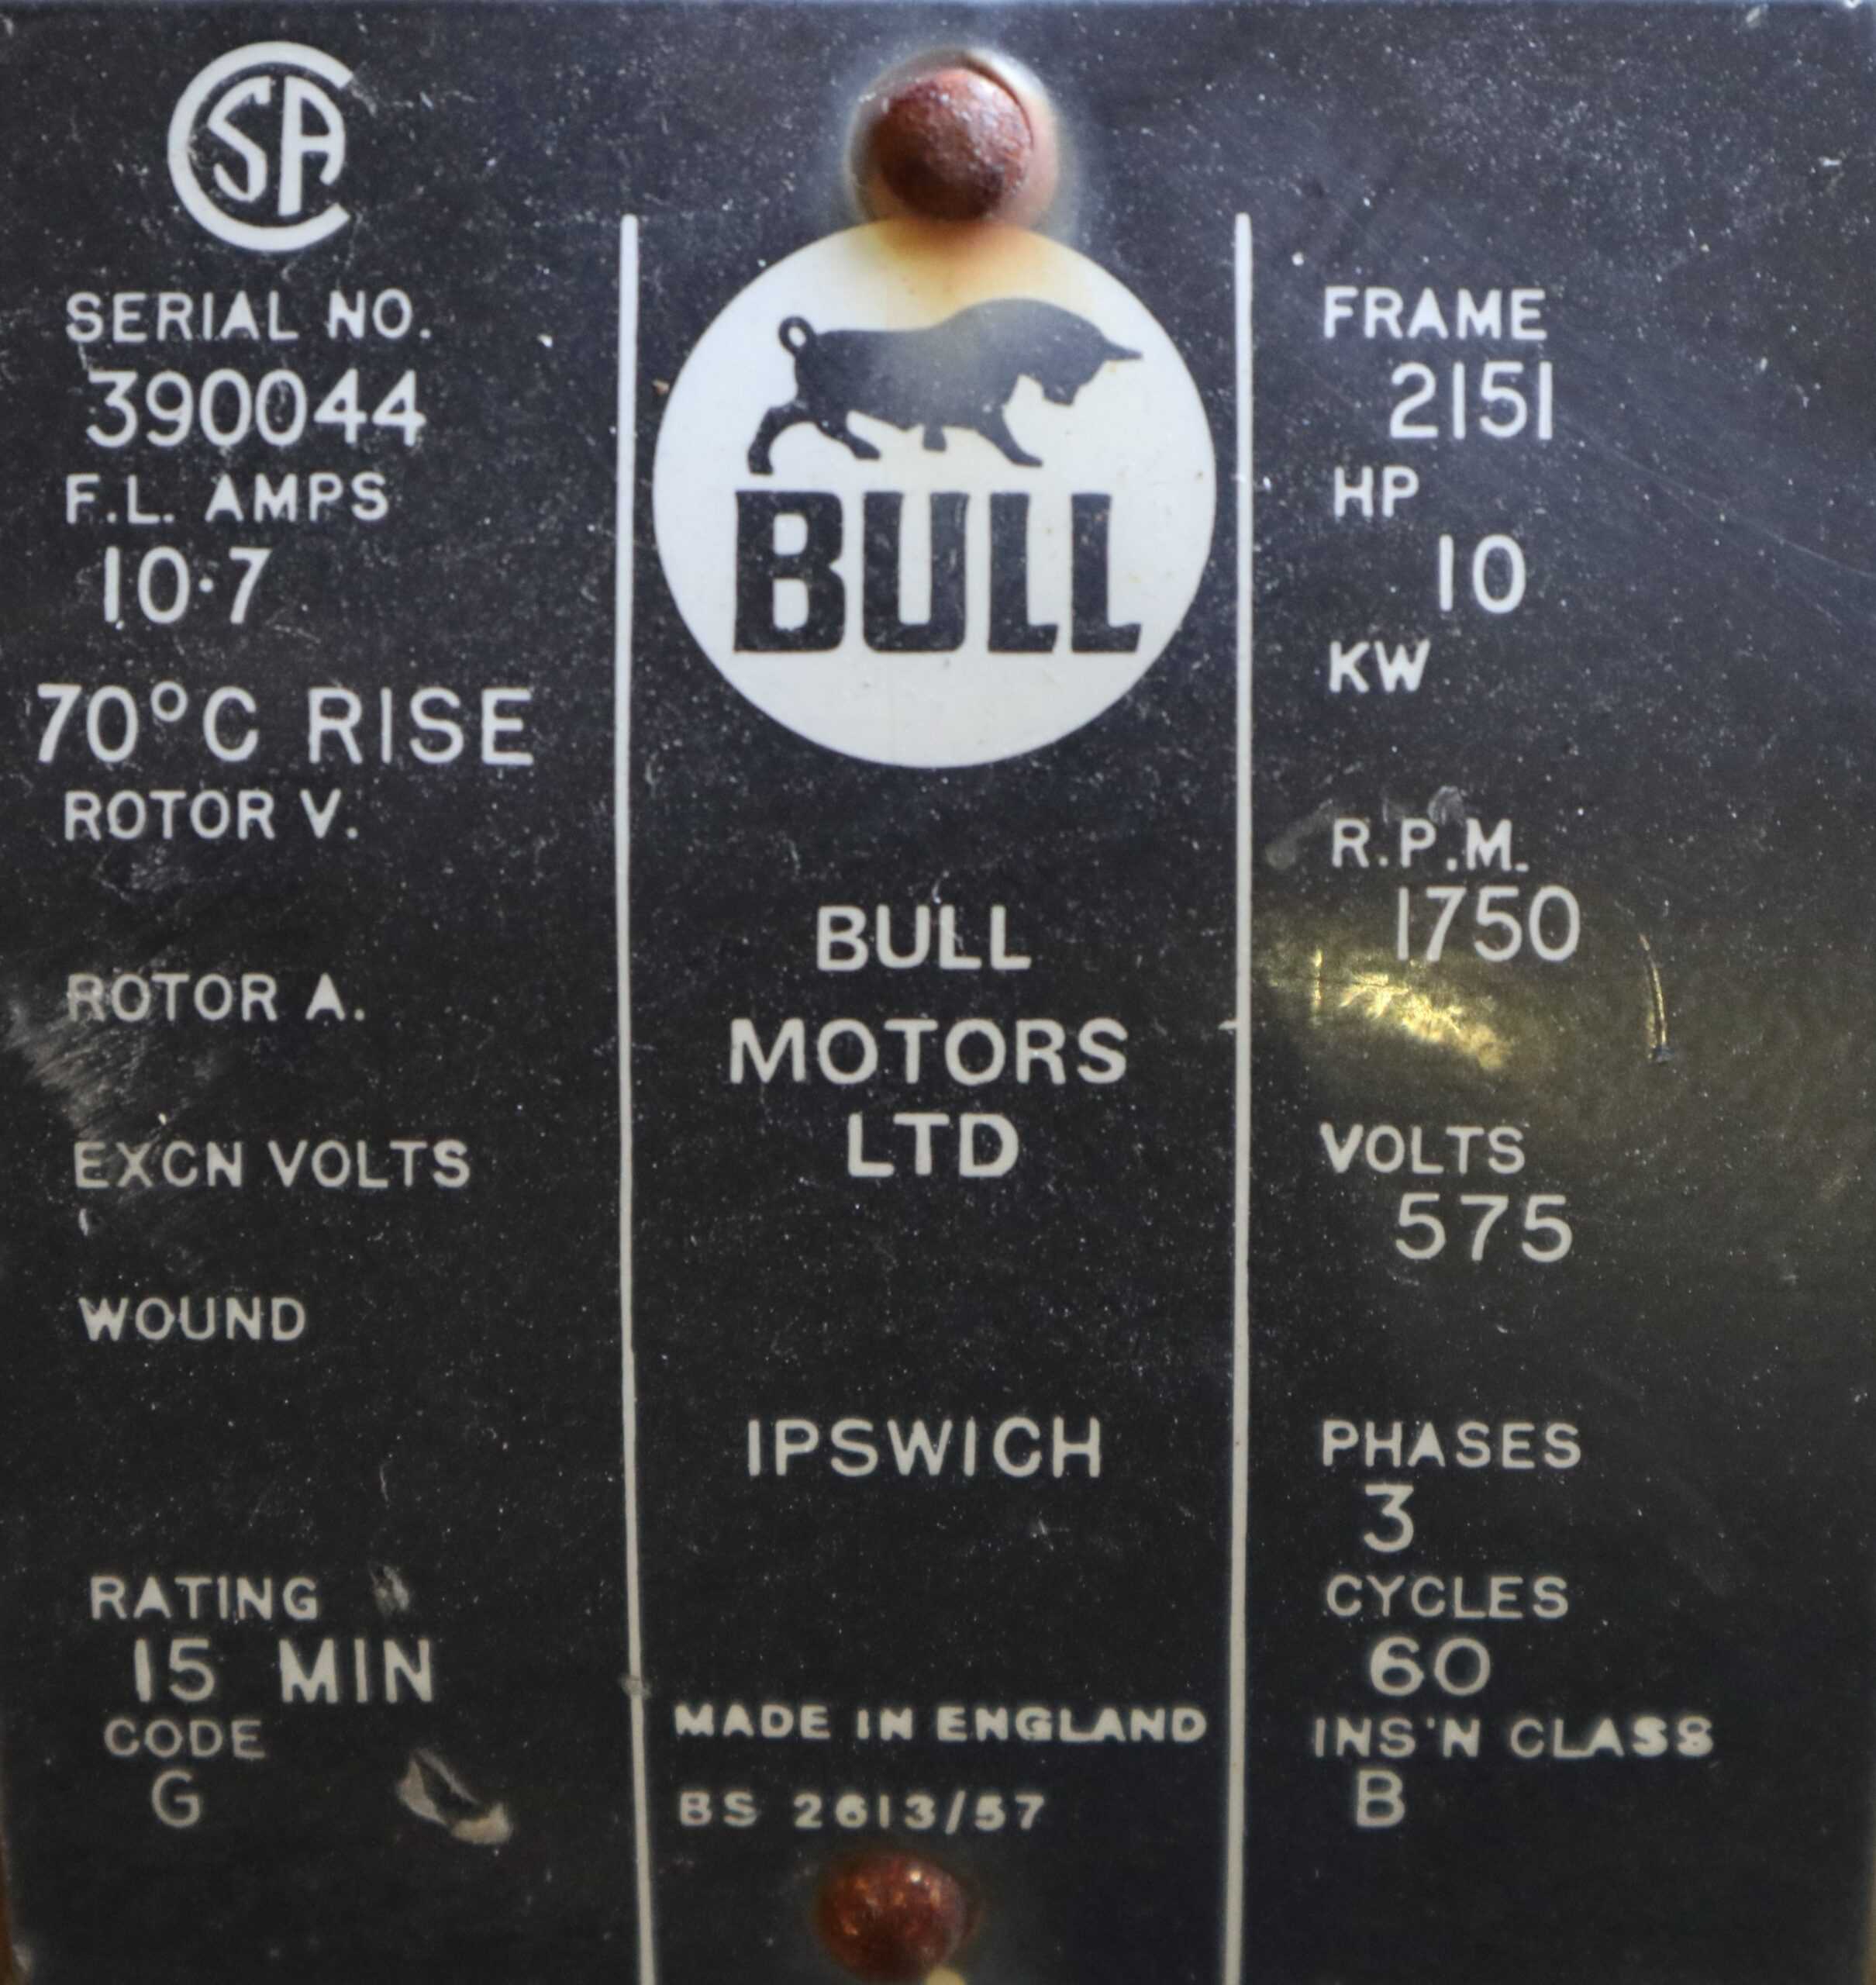 CSA
SERIAL NO.
390044
F.L. AMPS
10·7
70°C RISE
ROTOR V.
ROTOR A.
EXCN VOLTS
WOUND
RATING
15 MIN
CODE
G
BULL
BULL
MOTORS
LTD
IPSWICH
MADE IN ENGLAND
BS 2613/57
FRAME
2151
HP
10
KW
R.P.M.
1750
VOLTS
575
PHASES
3
CYCLES
60
INS'N CLASS
B